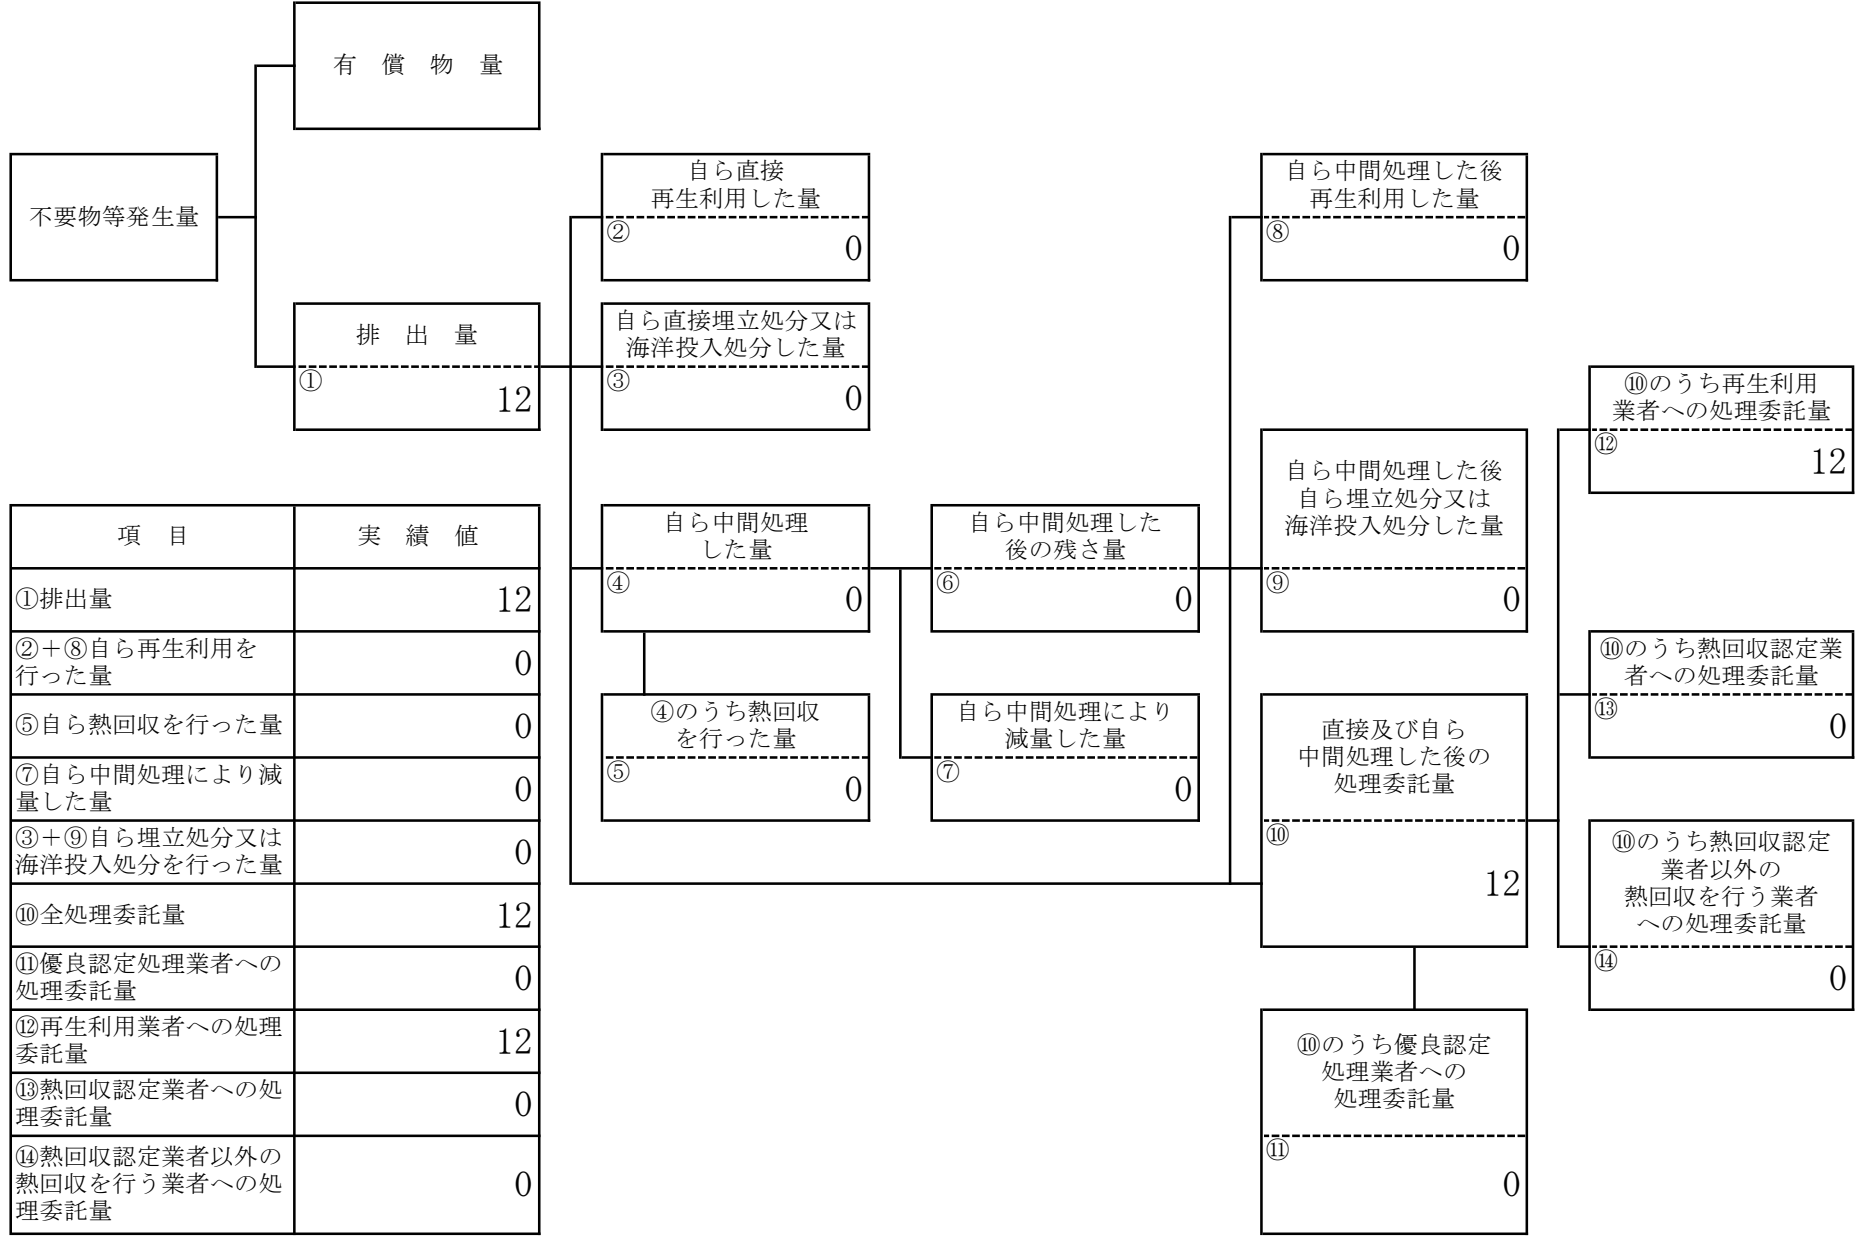 有　償　物　量
不要物等発生量
排　出　量
①
12
自ら直接
再生利用した量
②
0
自ら直接埋立処分又は
海洋投入処分した量
③
0
自ら中間処理
した量
④
0
④のうち熱回収
を行った量
⑤
0
自ら中間処理した
後の残さ量
⑥
0
自ら中間処理により
減量した量
⑦
0
自ら中間処理した後
再生利用した量
⑧
0
自ら中間処理した後
自ら埋立処分又は
海洋投入処分した量
⑨
0
直接及び自ら
中間処理した後の
処理委託量
⑩
12
⑩のうち優良認定
処理業者への
処理委託量
⑪
0
⑩のうち再生利用
業者への処理委託量
⑫
12
⑩のうち熱回収認定業
者への処理委託量
⑬
0
⑩のうち熱回収認定
業者以外の
熱回収を行う業者
への処理委託量
⑭
0
項　目　実　績　値
①排出量　12
②＋⑧自ら再生利用を
行った量　0
⑤自ら熱回収を行った量　0
⑦自ら中間処理により減
量した量　0
③＋⑨自ら埋立処分又は
海洋投入処分を行った量　0
⑩全処理委託量　12
⑪優良認定処理業者への
処理委託量　0
⑫再生利用業者への処理
委託量　12
⑬熱回収認定業者への処
理委託量　0
⑭熱回収認定業者以外の
熱回収を行う業者への処
理委託量　0